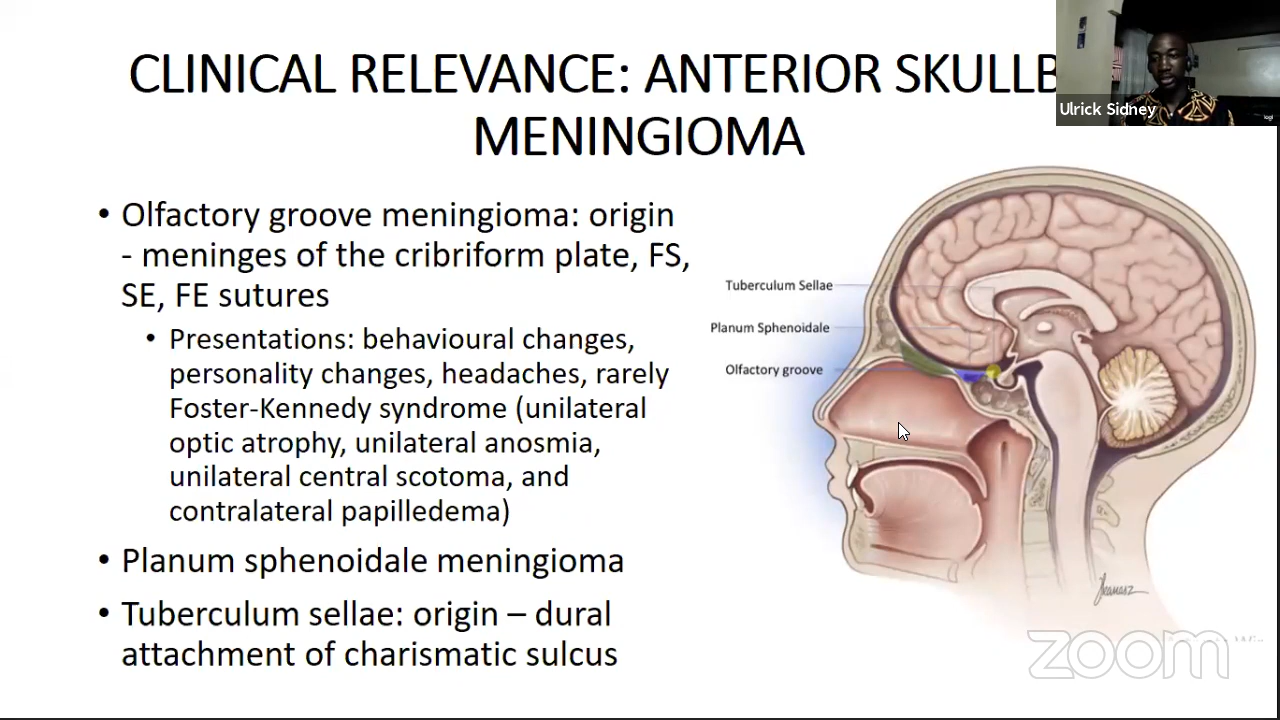 CLINICAL RELEVANCE: ANTERIOR SKULLB
MENINGIOMA
Ulrick Sidney
logi
• Olfactory groove meningioma: origin
- meninges of the cribriform plate, FS,
SE, FE sutures
• Presentations: behavioural changes,
personality changes, headaches, rarely
Foster-Kennedy syndrome (unilateral
optic atrophy, unilateral anosmia,
unilateral central scotoma, and
contralateral papilledema)
• Planum sphenoidale meningioma
• Tuberculum sellae: origin – dural
attachment of charismatic sulcus
Tuberculum Sellae
Planum Sphenoidale
Olfactory groove
zoom